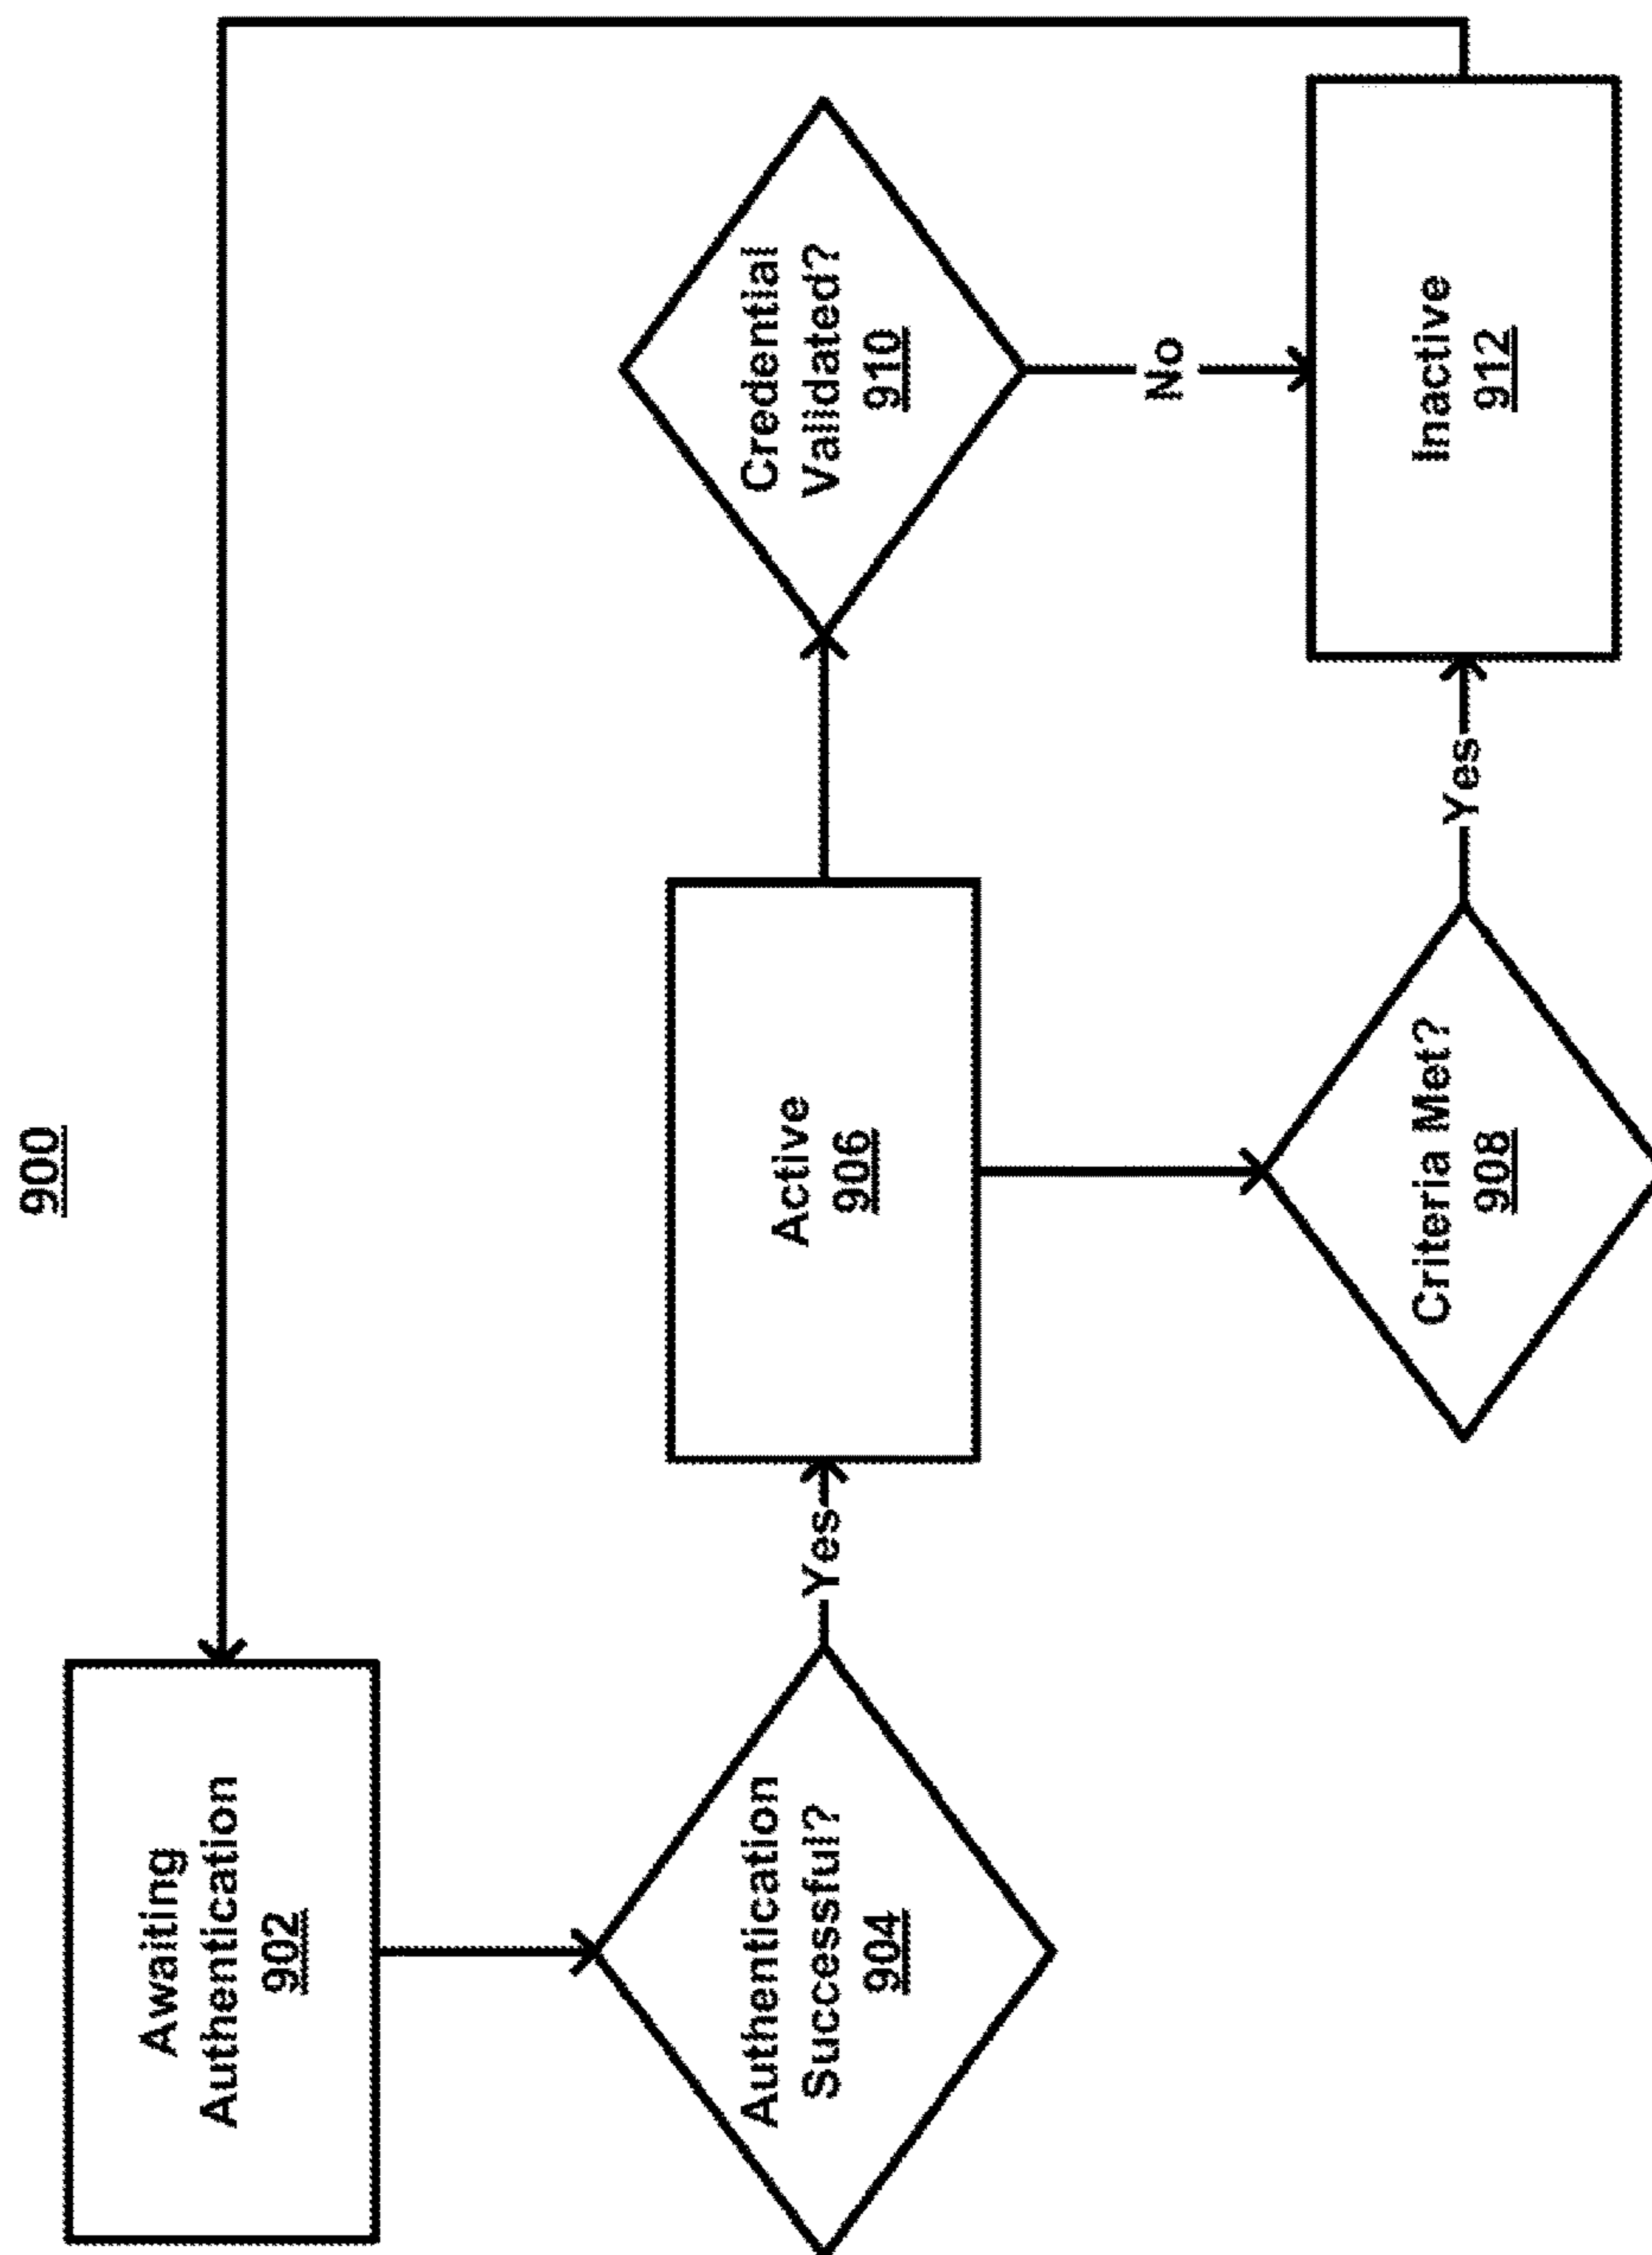 900
Awaiting
Authentication
902
Authentication
Successful?
904
Yes
Active
906
Credential
Validated?
910
No
Criteria Met?
908
Yes
Inactive
912